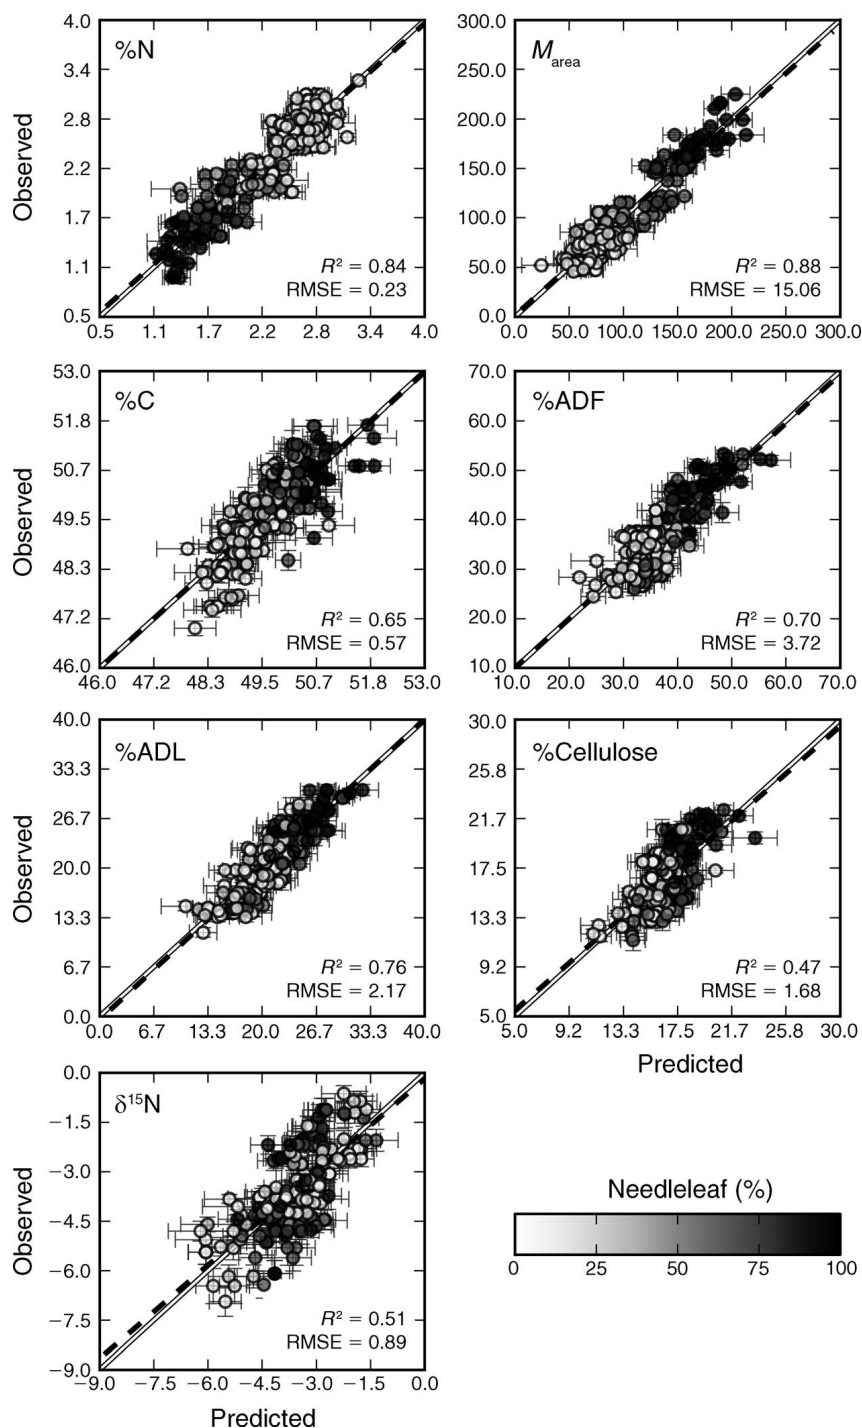 %N
Observed
4.0
3.4
2.8
2.2
1.7
1.1
0.5
R² = 0.84
RMSE = 0.23
0.5 1.1 1.7 2.2 2.8 3.4 4.0
M area
300.0
250.0
200.0
150.0
100.0
50.0
0.0
R² = 0.88
RMSE = 15.06
0.0 50.0 100.0 150.0 200.0 250.0 300.0
%C
Observed
53.0
51.8
50.7
49.5
48.3
47.2
46.0
R² = 0.65
RMSE = 0.57
46.0 47.2 48.3 49.5 50.7 51.8 53.0
%ADF
70.0
60.0
50.0
40.0
30.0
20.0
10.0
R² = 0.70
RMSE = 3.72
10.0 20.0 30.0 40.0 50.0 60.0 70.0
%ADL
Observed
40.0
33.3
26.7
20.0
13.3
6.7
0.0
R² = 0.76
RMSE = 2.17
0.0 6.7 13.3 20.0 26.7 33.3 40.0
%Cellulose
30.0
25.8
21.7
17.5
13.3
9.2
5.0
R² = 0.47
RMSE = 1.68
5.0 9.2 13.3 17.5 21.7 25.8 30.0
Predicted
δ¹⁵N
Observed
0.0
−1.5
−3.0
−4.5
−6.0
−7.5
−9.0
R² = 0.51
RMSE = 0.89
−9.0 −7.5 −6.0 −4.5 −3.0 −1.5 0.0
Predicted
Needleleaf (%)
0 25 50 75 100